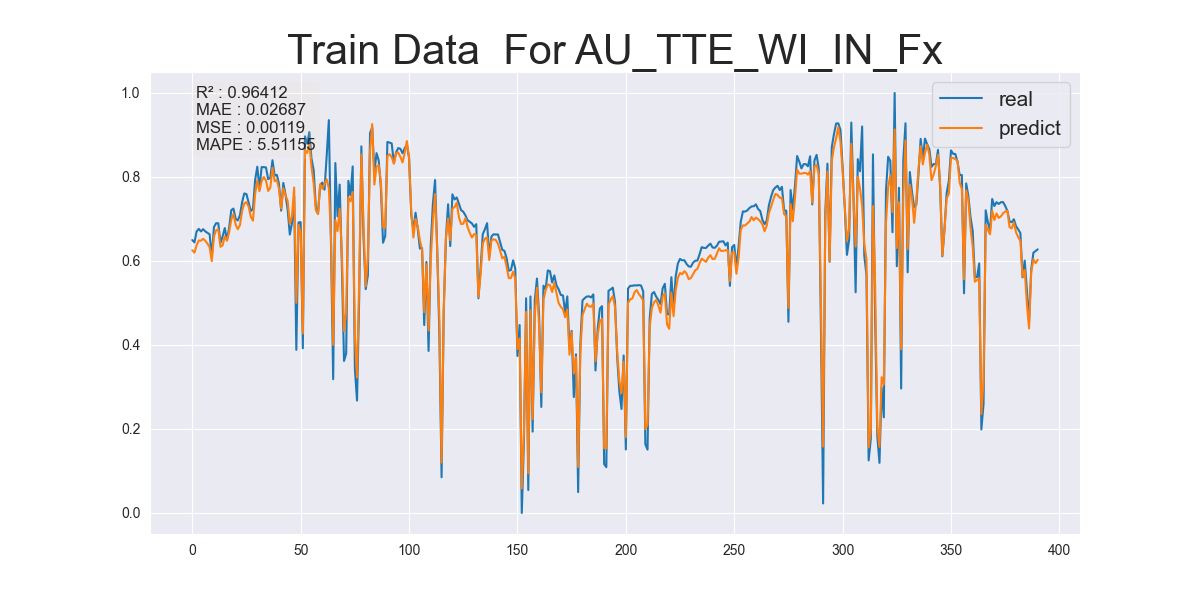 Train Data  For AU_TTE_WI_IN_Fx
R² : 0.96412
MAE : 0.02687
MSE : 0.00119
MAPE : 5.51155
real
predict
1.0
0.8
0.6
0.4
0.2
0.0
0 50 100 150 200 250 300 350 400